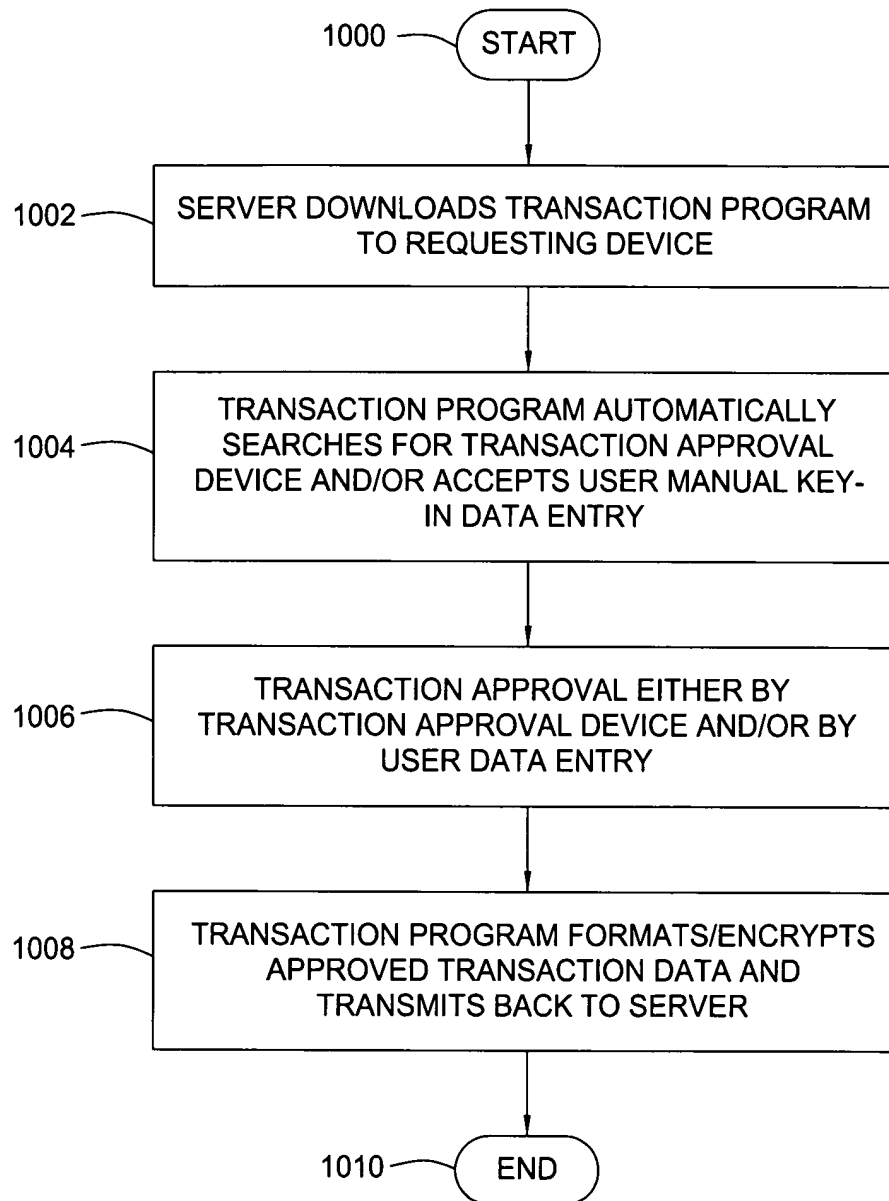 1000
START
1002
SERVER DOWNLOADS TRANSACTION PROGRAM
TO REQUESTING DEVICE
1004
TRANSACTION PROGRAM AUTOMATICALLY
SEARCHES FOR TRANSACTION APPROVAL
DEVICE AND/OR ACCEPTS USER MANUAL KEY-
IN DATA ENTRY
1006
TRANSACTION APPROVAL EITHER BY
TRANSACTION APPROVAL DEVICE AND/OR BY
USER DATA ENTRY
1008
TRANSACTION PROGRAM FORMATS/ENCRYPTS
APPROVED TRANSACTION DATA AND
TRANSMITS BACK TO SERVER
1010
END